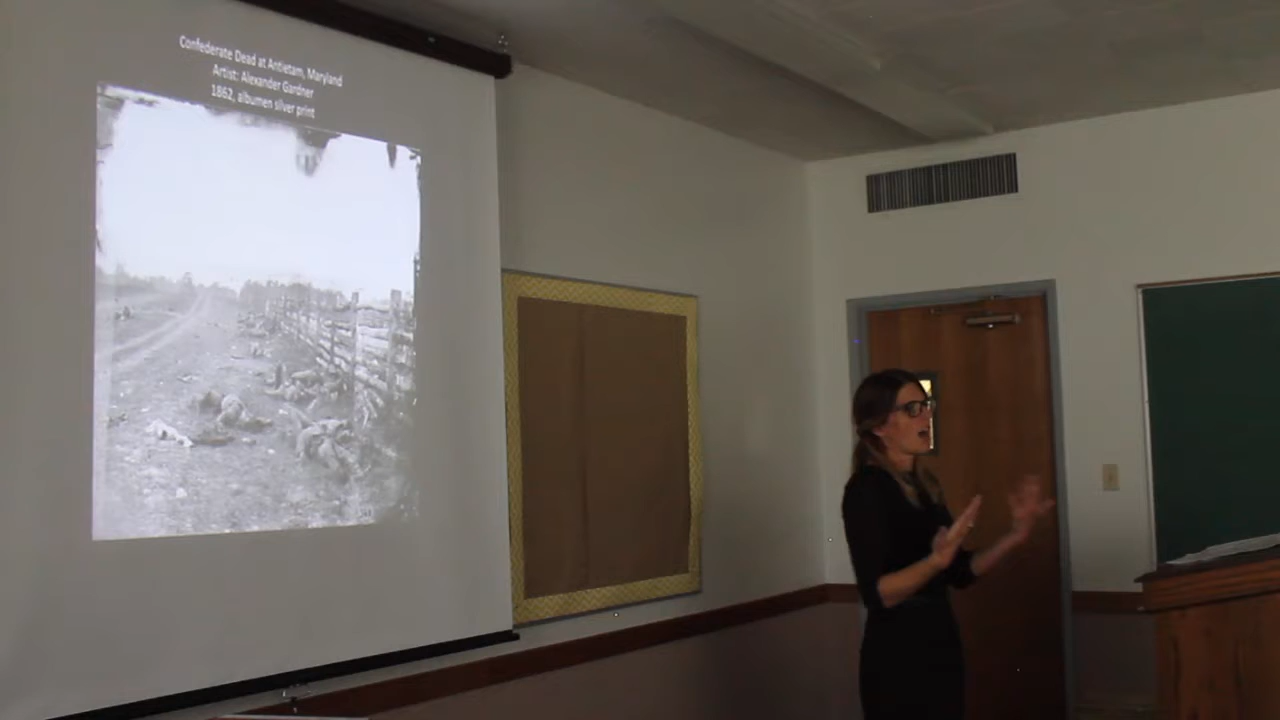 Confederate Dead at Antietam, Maryland
Artist: Alexander Gardner
1862, albumen silver print